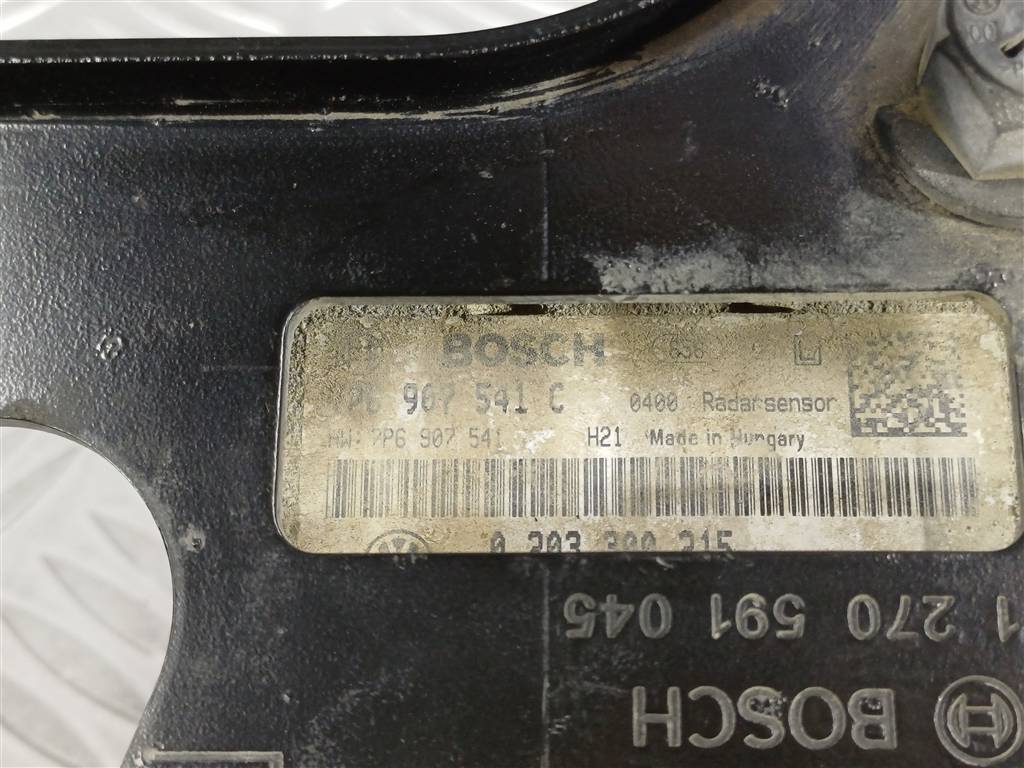 BOSCH
907 541 C 0400 Radarsensor
HW: 7P6 907 541 H21 Made in Hungary
0 203 300 215
1 270 591 045
BOSCH